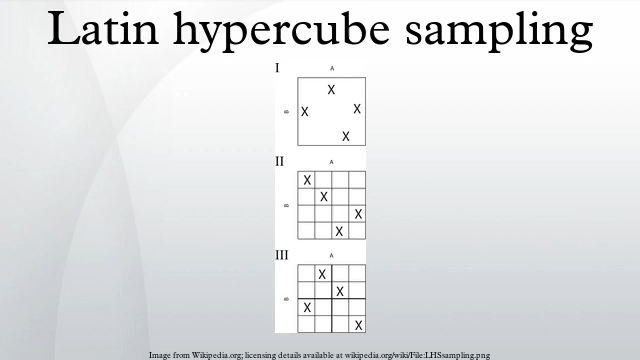 Latin hypercube sampling
I
A
X
X X
B
X
II
A
X
X
B
X
X
III
A
X
X
B
X
X
Image from Wikipedia.org; licensing details available at wikipedia.org/wiki/File:LHSsampling.png